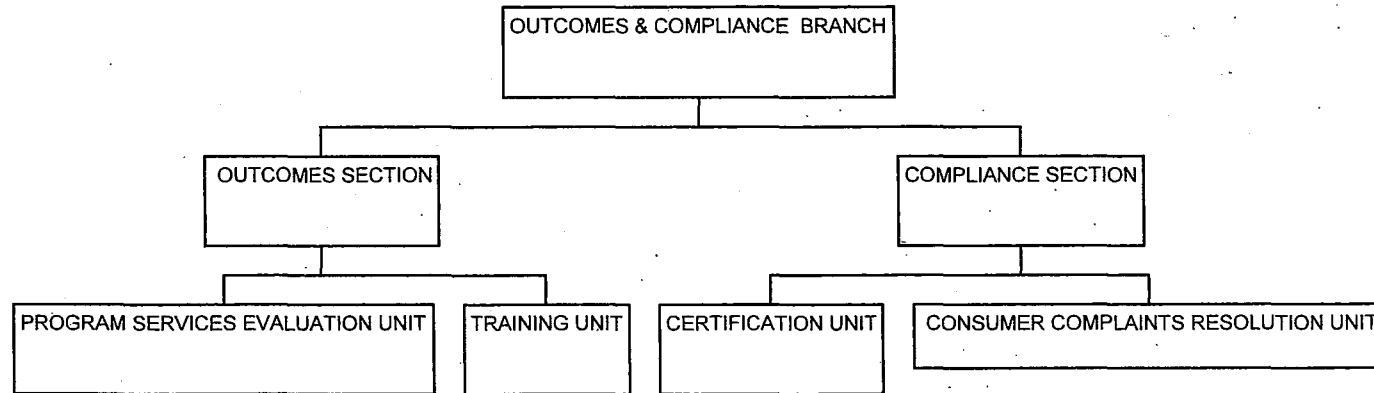 OUTCOMES & COMPLIANCE BRANCH
OUTCOMES SECTION
COMPLIANCE SECTION
PROGRAM SERVICES EVALUATION UNIT
TRAINING UNIT
CERTIFICATION UNIT
CONSUMER COMPLAINTS RESOLUTION UNIT